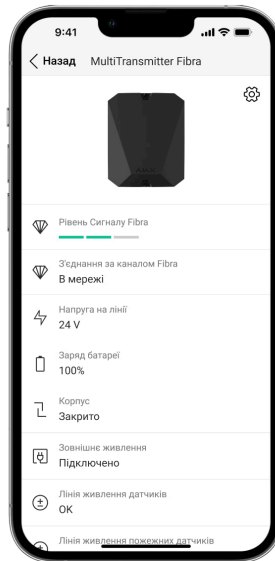 9:41
Назад MultiTransmitter Fibra
Рівень Сигналу Fibra
З'єднання за каналом Fibra
В мережі
Напруга на лінії
24 V
Заряд батареї
100%
Корпус
Закрито
Зовнішнє живлення
Підключено
Лінія живлення датчиків
OK
Лінія живлення пожежних датчиків